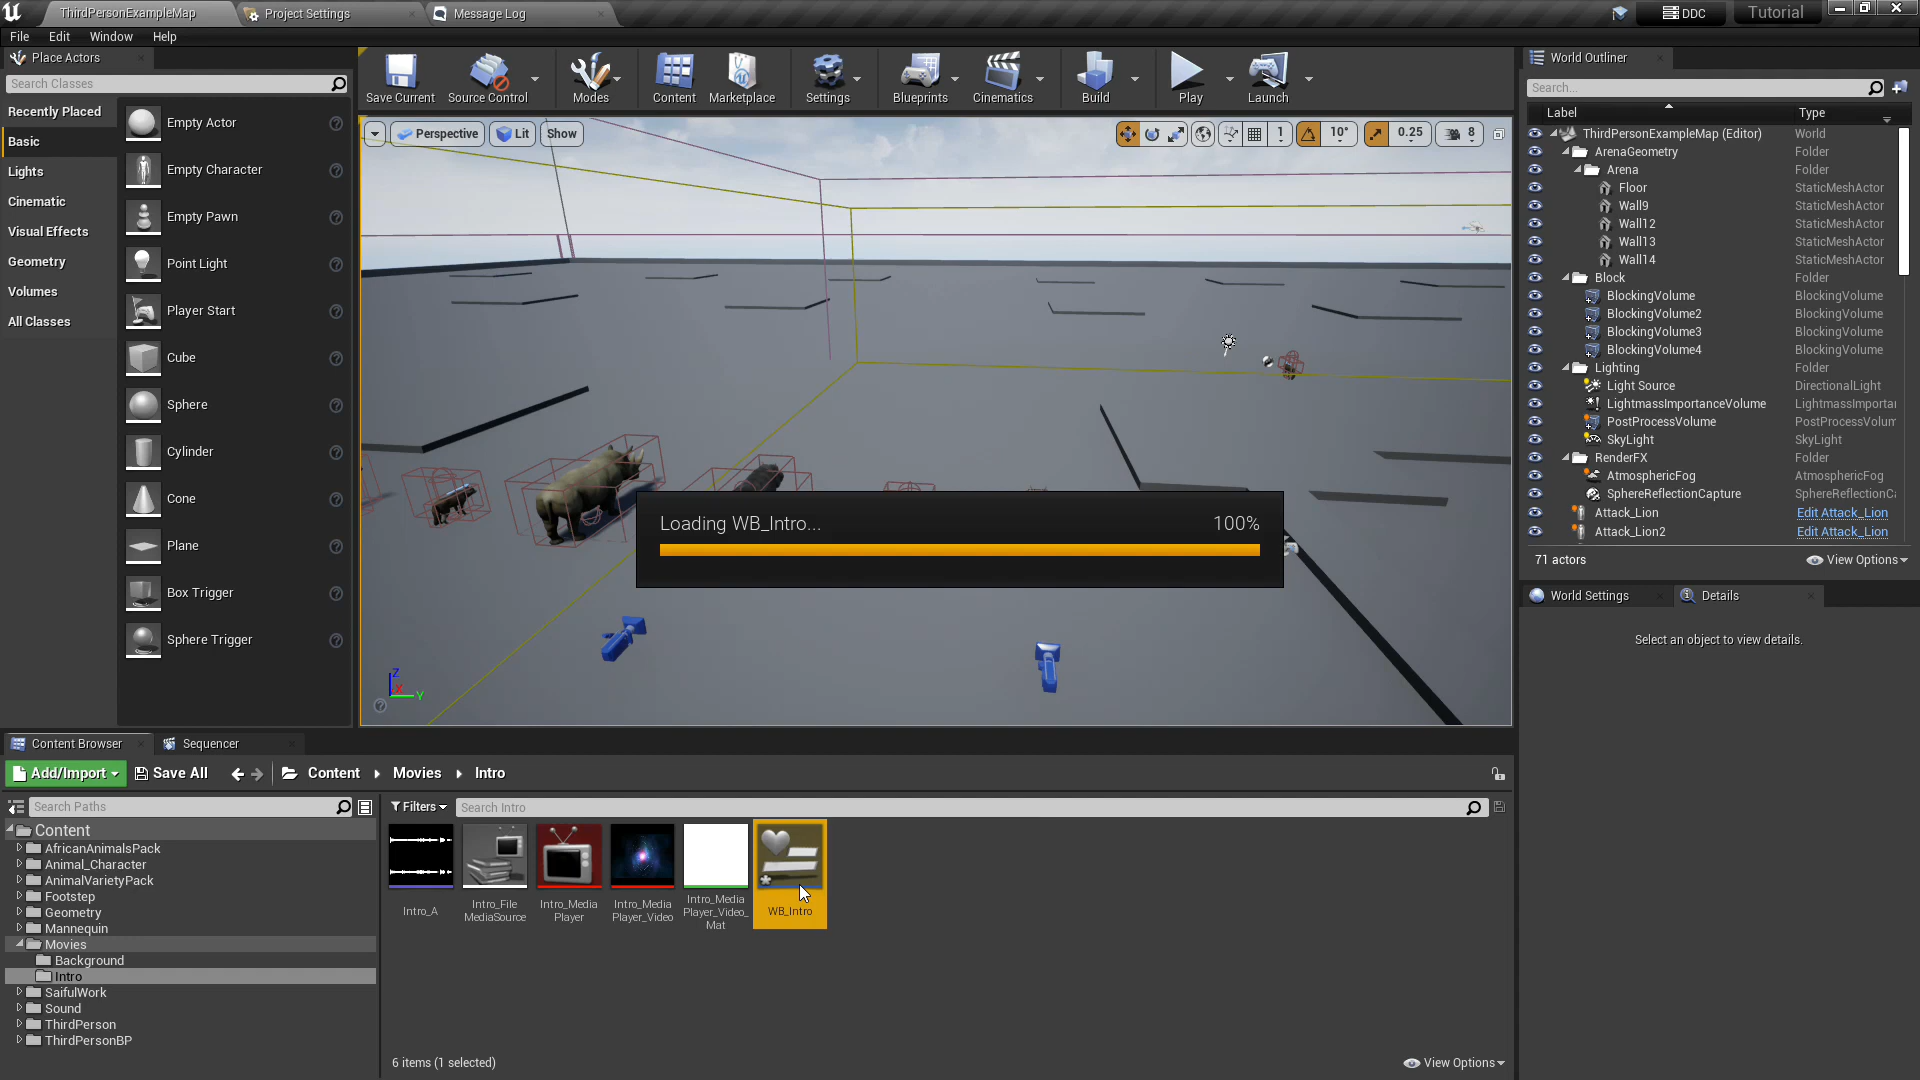 ThirdPersonExampleMap
Project Settings
Message Log
DDC
Tutorial
File Edit Window Help
Place Actors
Search Classes
Recently Placed
Basic
Lights
Cinematic
Visual Effects
Geometry
Volumes
All Classes
Empty Actor
Empty Character
Empty Pawn
Point Light
Player Start
Cube
Sphere
Cylinder
Cone
Plane
Box Trigger
Sphere Trigger
Save Current
Source Control
Modes
Content
Marketplace
Settings
Blueprints
Cinematics
Build
Play
Launch
Perspective
Lit
Show
1
10°
0.25
8
Loading WB_Intro...
100%
Z
X
Y
World Outliner
Search...
Label Type
ThirdPersonExampleMap (Editor) World
ArenaGeometry Folder
Arena Folder
Floor StaticMeshActor
Wall9 StaticMeshActor
Wall12 StaticMeshActor
Wall13 StaticMeshActor
Wall14 StaticMeshActor
Block Folder
BlockingVolume BlockingVolume
BlockingVolume2 BlockingVolume
BlockingVolume3 BlockingVolume
BlockingVolume4 BlockingVolume
Lighting Folder
Light Source DirectionalLight
LightmassImportanceVolume LightmassImporta
PostProcessVolume PostProcessVolum
SkyLight SkyLight
RenderFX Folder
AtmosphericFog AtmosphericFog
SphereReflectionCapture SphereReflectionCa
Attack_Lion Edit Attack_Lion
Attack_Lion2 Edit Attack_Lion
71 actors
View Options
World Settings
Details
Select an object to view details.
Content Browser
Sequencer
Add/Import
Save All
Content
Movies
Intro
Search Paths
Filters
Search Intro
Content
AfricanAnimalsPack
Animal_Character
AnimalVarietyPack
Footstep
Geometry
Mannequin
Movies
Background
Intro
SaifulWork
Sound
ThirdPerson
ThirdPersonBP
Intro_A
Intro_File
MediaSource
Intro_Media
Player
Intro_Media
Player_Video
Intro_Media
Player_Video_
Mat
WB_Intro
6 items (1 selected)
View Options